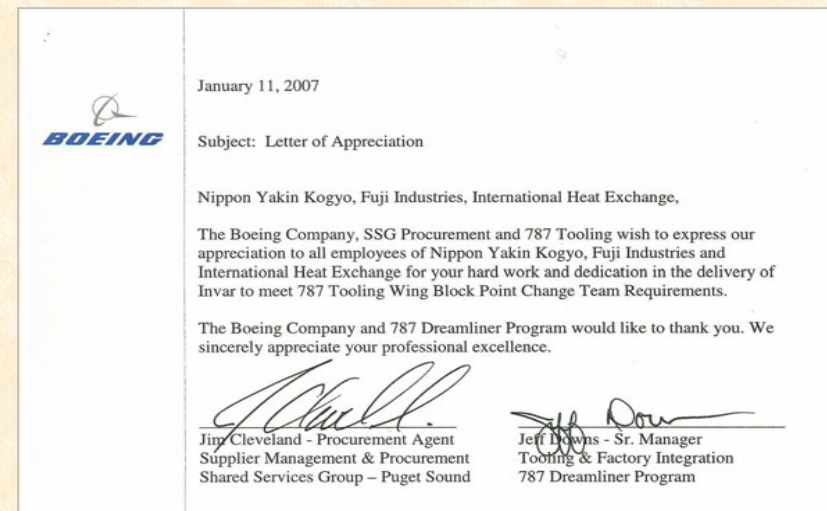 January 11, 2007
BOEING
Subject: Letter of Appreciation
Nippon Yakin Kogyo, Fuji Industries, International Heat Exchange,
The Boeing Company, SSG Procurement and 787 Tooling wish to express our
appreciation to all employees of Nippon Yakin Kogyo, Fuji Industries and
International Heat Exchange for your hard work and dedication in the delivery of
Invar to meet 787 Tooling Wing Block Point Change Team Requirements.
The Boeing Company and 787 Dreamliner Program would like to thank you. We
sincerely appreciate your professional excellence.
Jim Cleveland - Procurement Agent
Supplier Management & Procurement
Shared Services Group – Puget Sound
Jeff Downs - Sr. Manager
Tooling & Factory Integration
787 Dreamliner Program